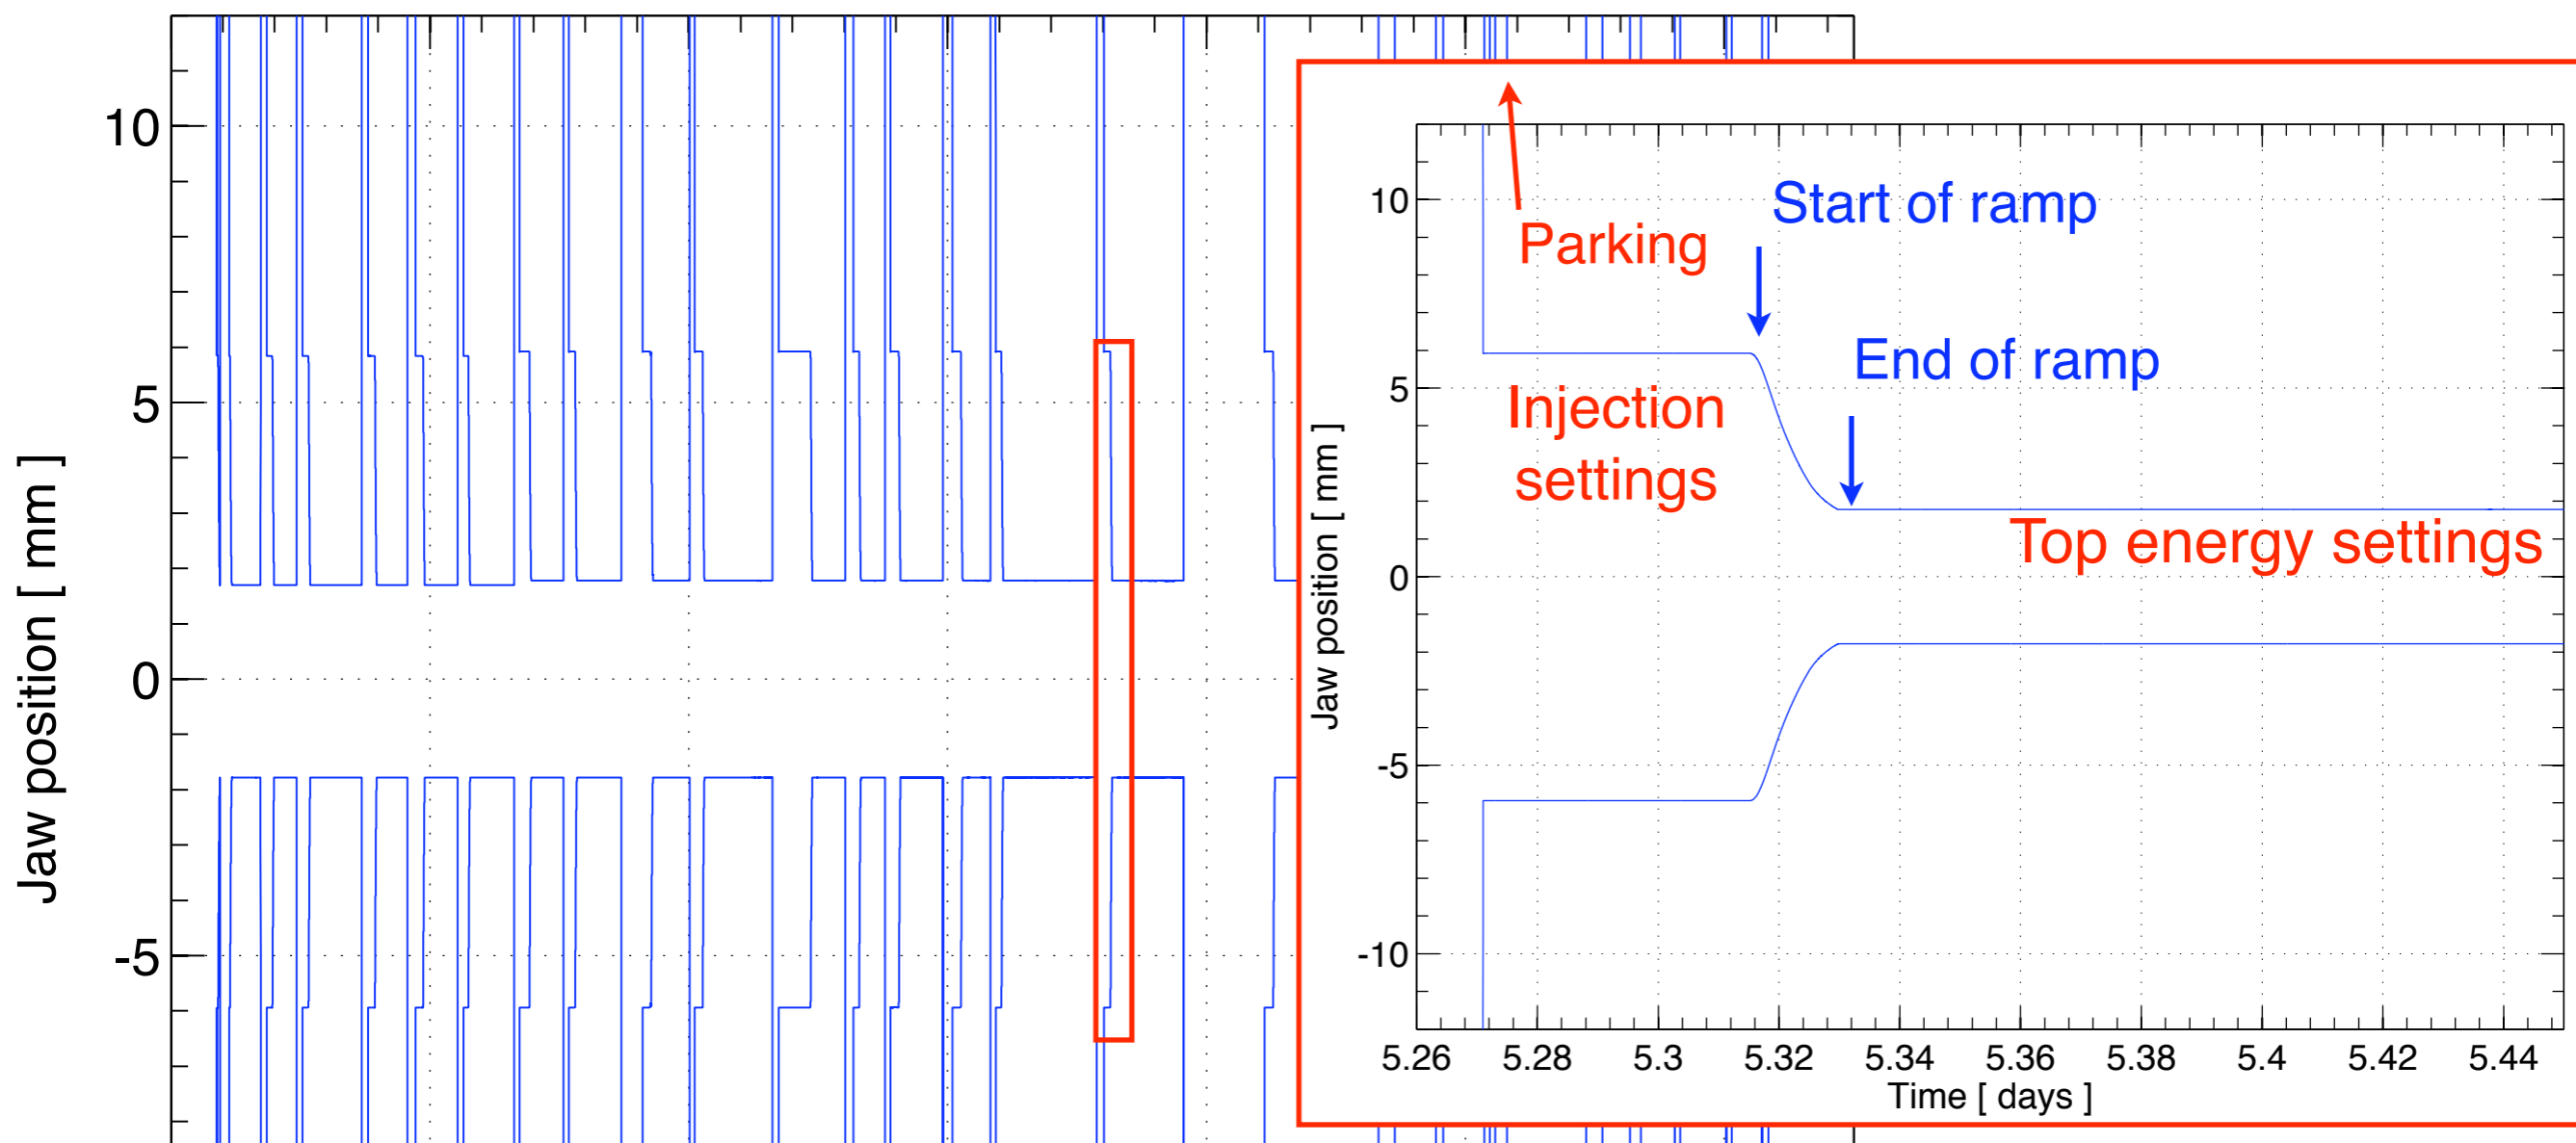 Jaw position [ mm ]
10
5
0
-5
Jaw position [ mm ]
10
5
0
-5
-10
Parking
Start of ramp
End of ramp
Injection
settings
Top energy settings
5.26 5.28 5.3 5.32 5.34 5.36 5.38 5.4 5.42 5.44
Time [ days ]